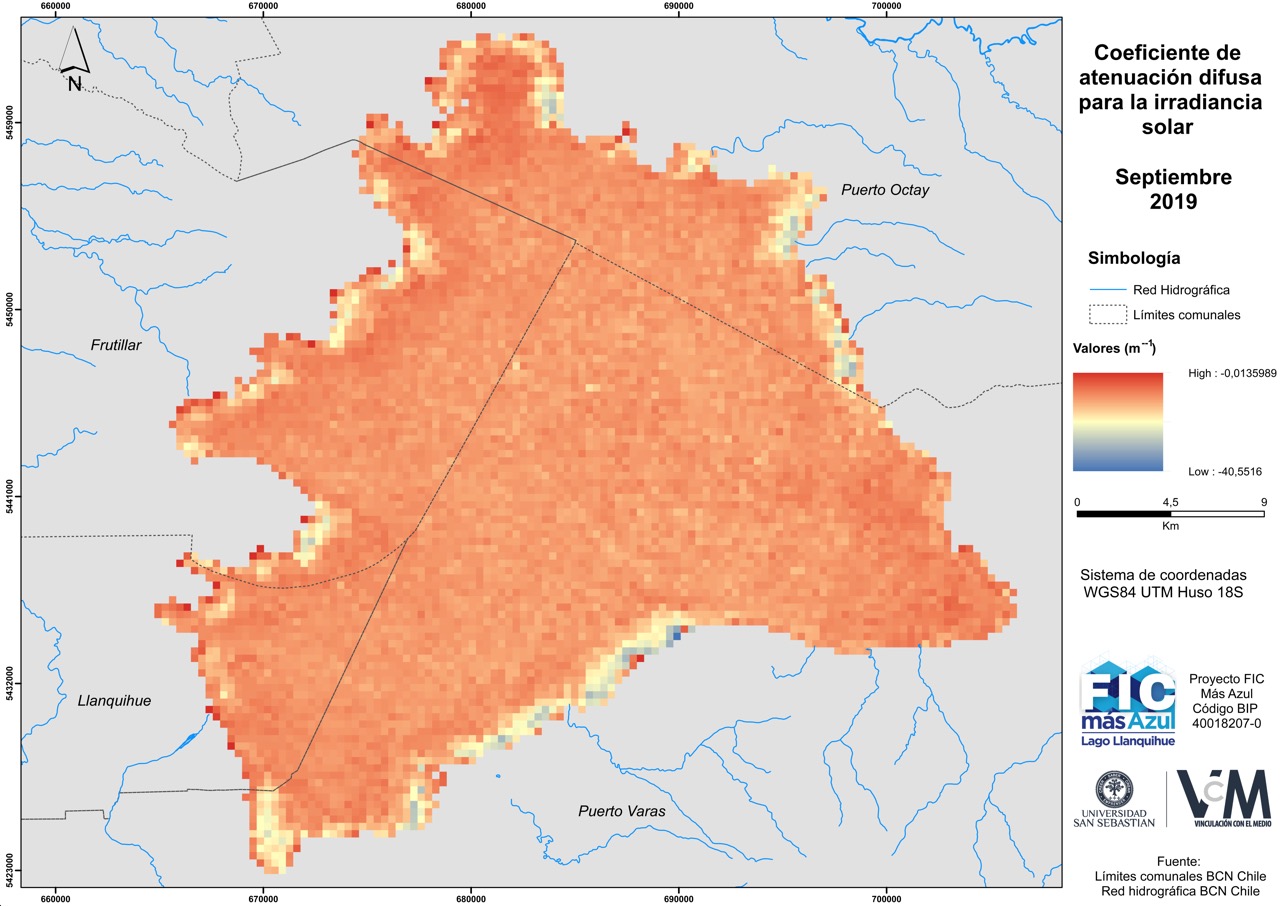 660000 670000 680000 690000 700000
5459000
5450000
5441000
5432000
5423000
N
Puerto Octay
Frutillar
Llanquihue
Puerto Varas
660000 670000 680000 690000 700000
Coeficiente de
atenuación difusa
para la irradiancia
solar
Septiembre
2019
Simbología
Red Hidrográfica
Límites comunales
Valores (m⁻⁻¹)
High : -0,0135989
Low : -40,5516
0 4,5 9
Km
Sistema de coordenadas
WGS84 UTM Huso 18S
FIC
más Azul
Lago Llanquihue
Proyecto FIC
Más Azul
Código BIP
40018207-0
UNIVERSIDAD
SAN SEBASTIAN
VcM
VINCULACIÓN CON EL MEDIO
Fuente:
Límites comunales BCN Chile
Red hidrográfica BCN Chile